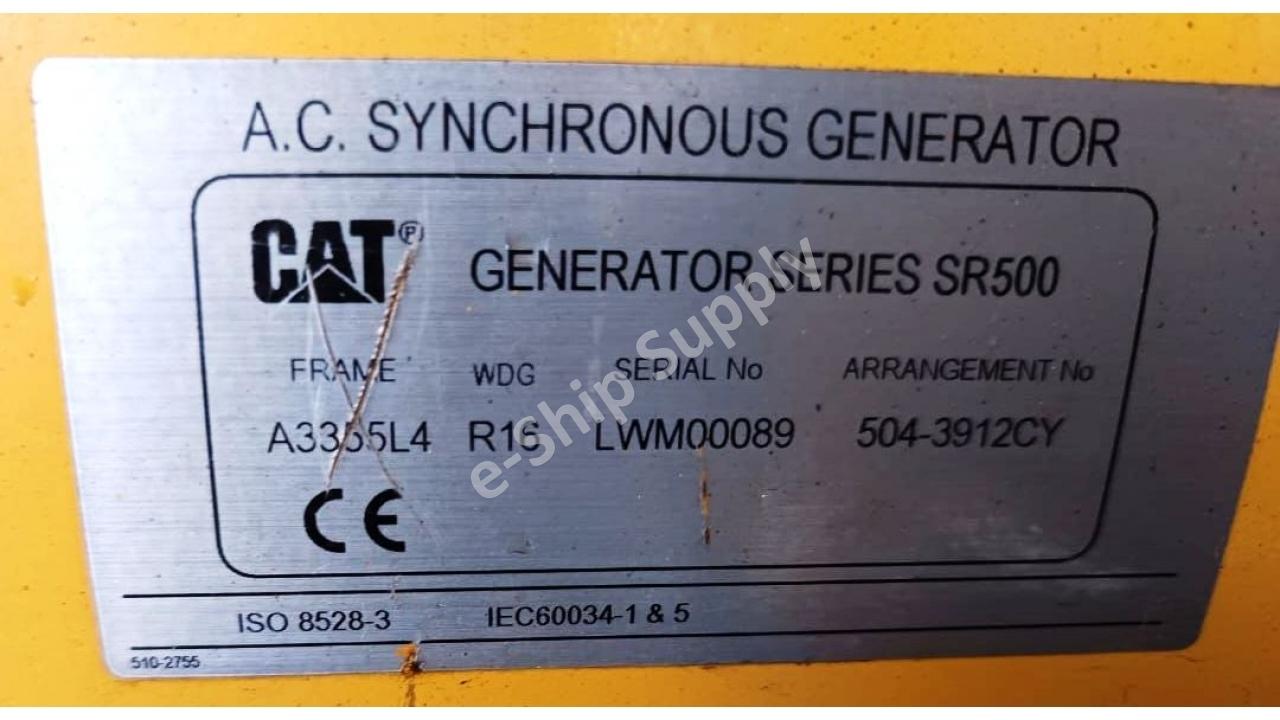 A.C. SYNCHRONOUS GENERATOR
CAT® GENERATOR SERIES SR500
FRAME WDG SERIAL No ARRANGEMENT No
A3355L4 R16 LWM00089 504-3912CY
CE
ISO 8528-3 IEC60034-1 & 5
510-2755
e-Ship Supply